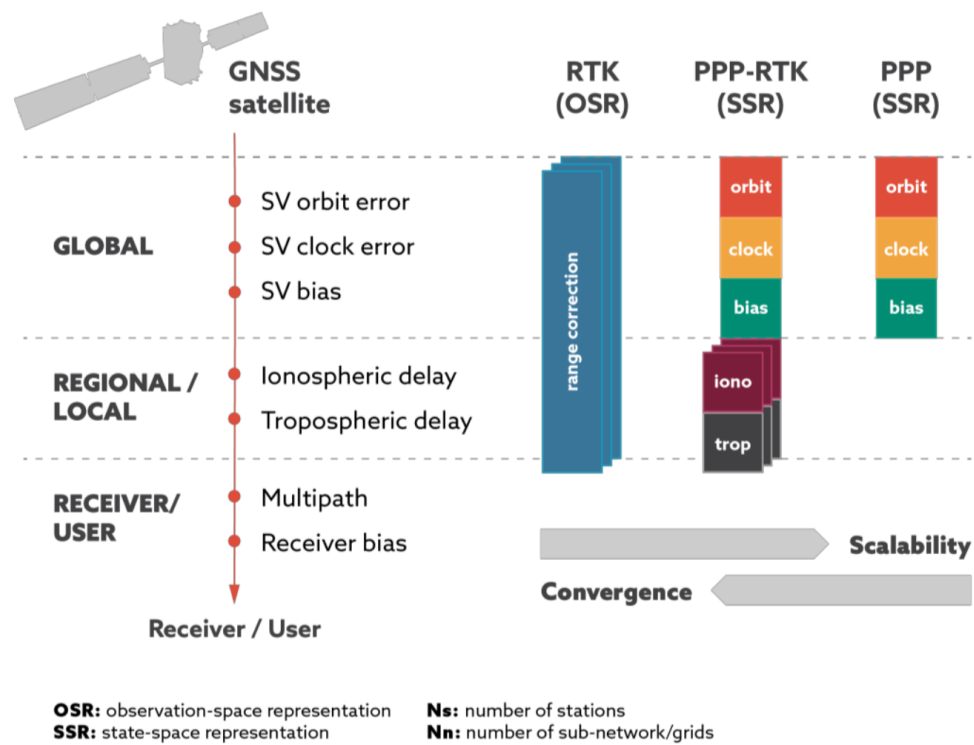 GNSS
satellite
RTK
(OSR)
PPP-RTK
(SSR)
PPP
(SSR)
GLOBAL
SV orbit error
SV clock error
SV bias
REGIONAL /
LOCAL
Ionospheric delay
Tropospheric delay
RECEIVER/
USER
Multipath
Receiver bias
Receiver / User
range correction
orbit
clock
bias
iono
trop
orbit
clock
bias
Scalability
Convergence
OSR: observation-space representation
SSR: state-space representation
Ns: number of stations
Nn: number of sub-network/grids